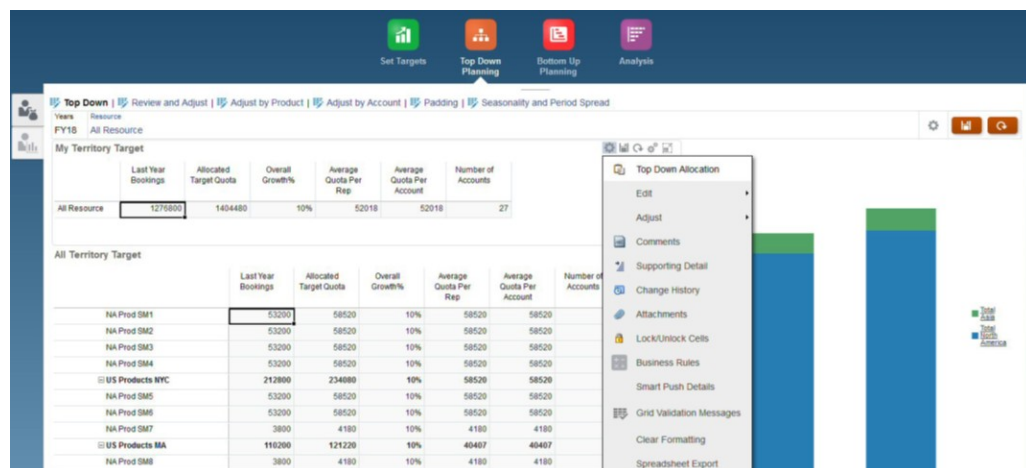 Set Targets
Top Down Planning
Bottom Up Planning
Analysis
Top Down | Review and Adjust | Adjust by Product | Adjust by Account | Padding | Seasonality and Period Spread
Years Resource
FY18 All Resource
My Territory Target
Last Year Bookings Allocated Target Quota Overall Growth% Average Quota Per Rep Average Quota Per Account Number of Accounts
All Resource 1276800 1404480 10% 52018 52018 27
All Territory Target
Last Year Bookings Allocated Target Quota Overall Growth% Average Quota Per Rep Average Quota Per Account Number of Accounts
NA Prod SM1 53200 58520 10% 58520 58520
NA Prod SM2 53200 58520 10% 58520 58520
NA Prod SM3 53200 58520 10% 58520 58520
NA Prod SM4 53200 58520 10% 58520 58520
US Products NYC 212800 234080 10% 58520 58520
NA Prod SM5 53200 58520 10% 58520 58520
NA Prod SM6 53200 58520 10% 58520 58520
NA Prod SM7 3800 4180 10% 4180 4180
US Products MA 110200 121220 10% 40407 40407
NA Prod SM8 3800 4180 10% 4180 4180
Top Down Allocation
Edit
Adjust
Comments
Supporting Detail
Change History
Attachments
Lock/Unlock Cells
Business Rules
Smart Push Details
Grid Validation Messages
Clear Formatting
Spreadsheet Export
Total Asia
Total North America